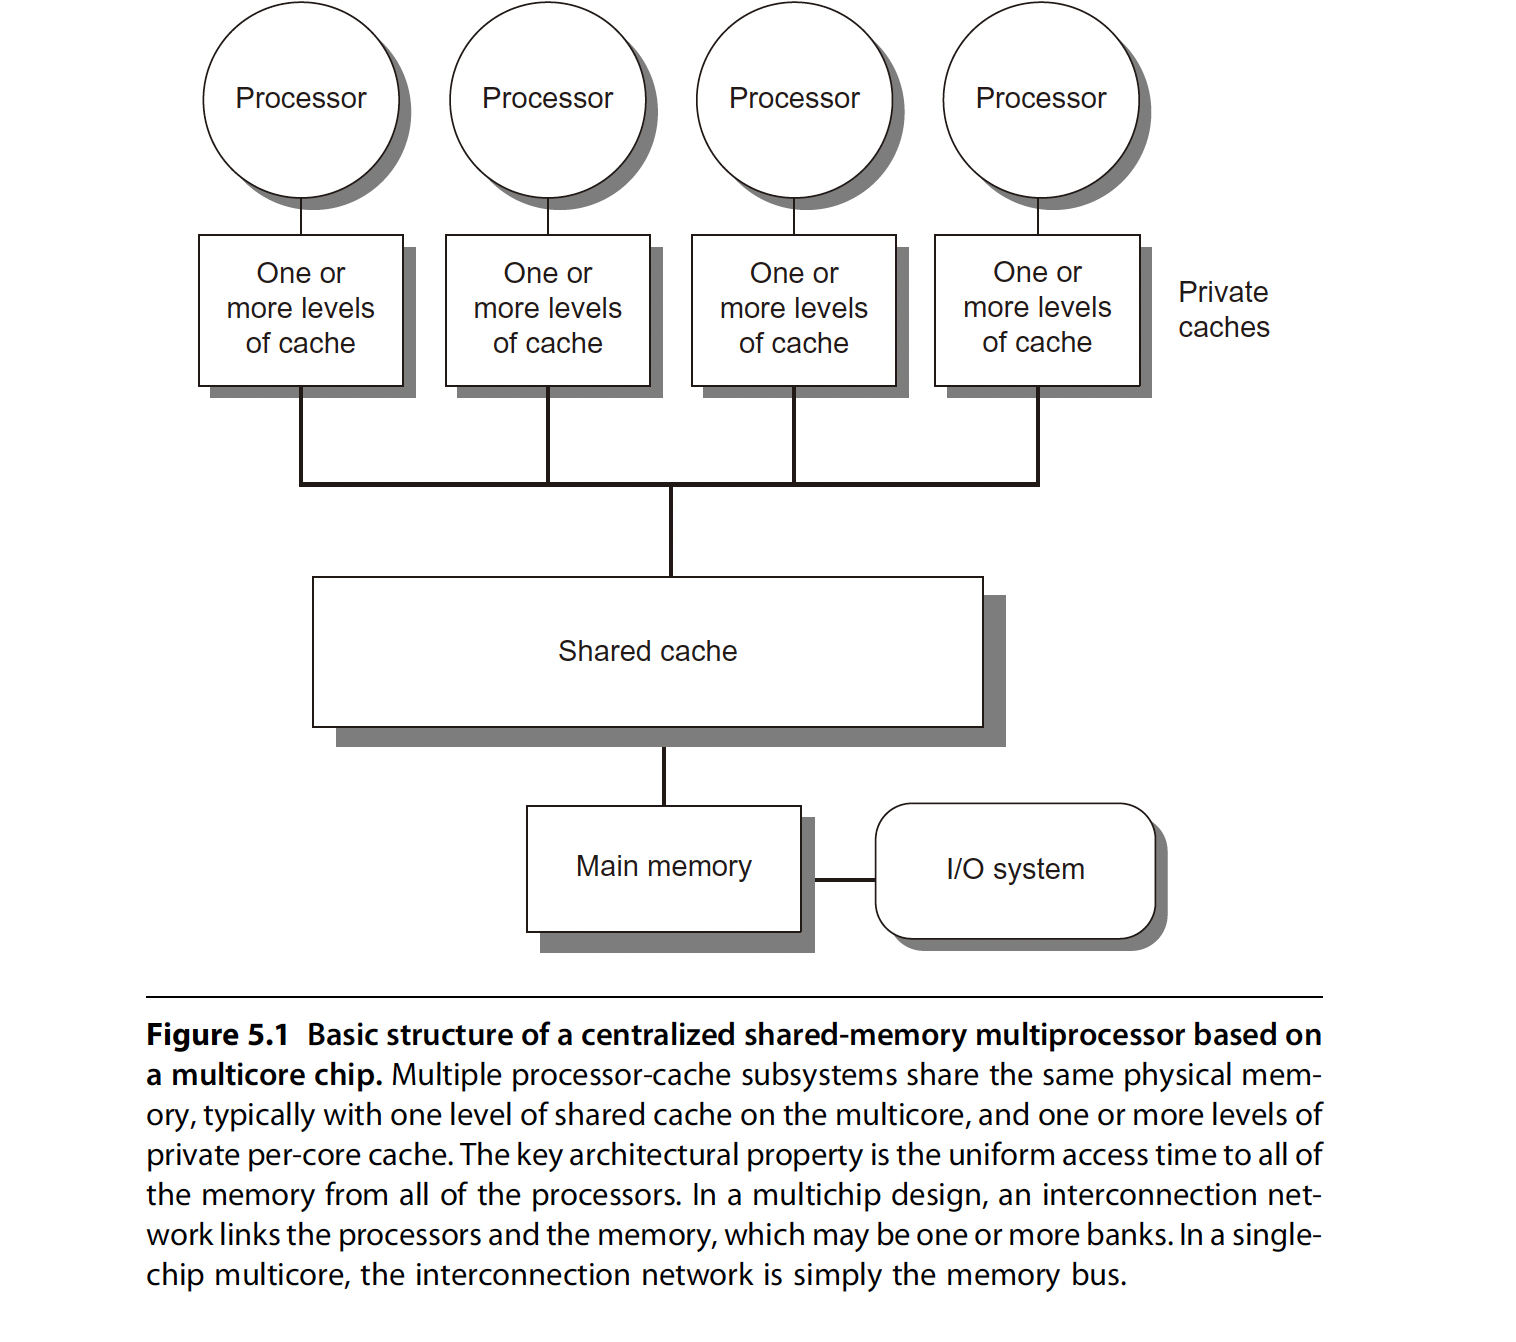 Processor
Processor
Processor
Processor
One or
more levels
of cache
One or
more levels
of cache
One or
more levels
of cache
One or
more levels
of cache
Private
caches
Shared cache
Main memory
I/O system
Figure 5.1 Basic structure of a centralized shared-memory multiprocessor based on
a multicore chip. Multiple processor-cache subsystems share the same physical mem-
ory, typically with one level of shared cache on the multicore, and one or more levels of
private per-core cache. The key architectural property is the uniform access time to all of
the memory from all of the processors. In a multichip design, an interconnection net-
work links the processors and the memory, which may be one or more banks. In a single-
chip multicore, the interconnection network is simply the memory bus.